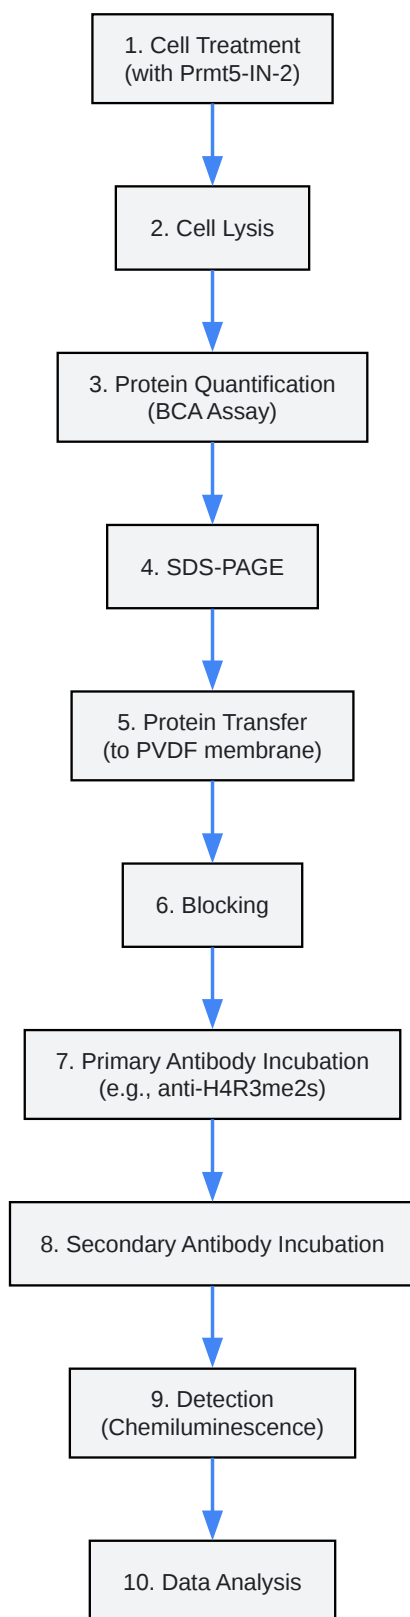 1. Cell Treatment
(with Prmt5-IN-2)
2. Cell Lysis
3. Protein Quantification
(BCA Assay)
4. SDS-PAGE
5. Protein Transfer
(to PVDF membrane)
6. Blocking
7. Primary Antibody Incubation
(e.g., anti-H4R3me2s)
8. Secondary Antibody Incubation
9. Detection
(Chemiluminescence)
10. Data Analysis